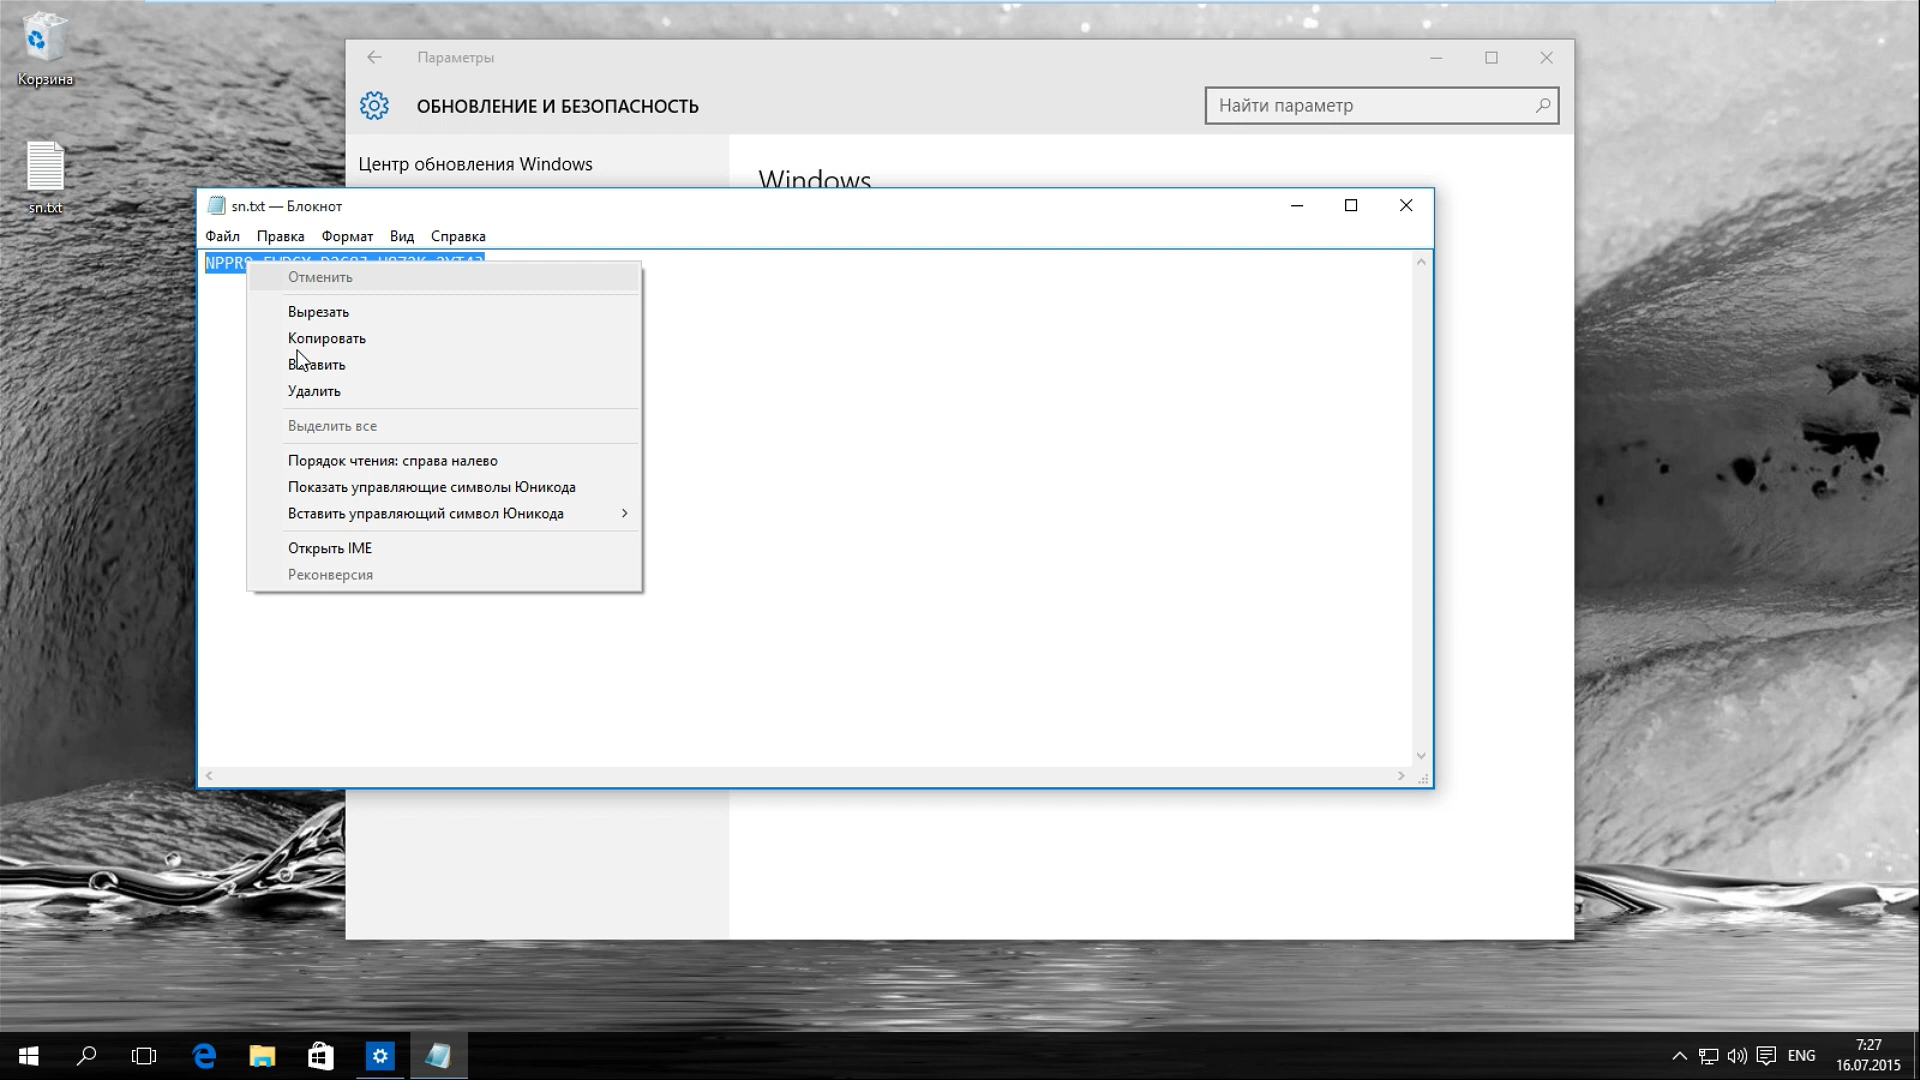 Корзина
sn.txt
Параметры
ОБНОВЛЕНИЕ И БЕЗОПАСНОСТЬ
Найти параметр
Центр обновления Windows
Windows
sn.txt — Блокнот
Файл Правка Формат Вид Справка
Отменить
Вырезать
Копировать
Вставить
Удалить
Выделить все
Порядок чтения: справа налево
Показать управляющие символы Юникода
Вставить управляющий символ Юникода
Открыть IME
Реконверсия
ENG
7:27
16.07.2015